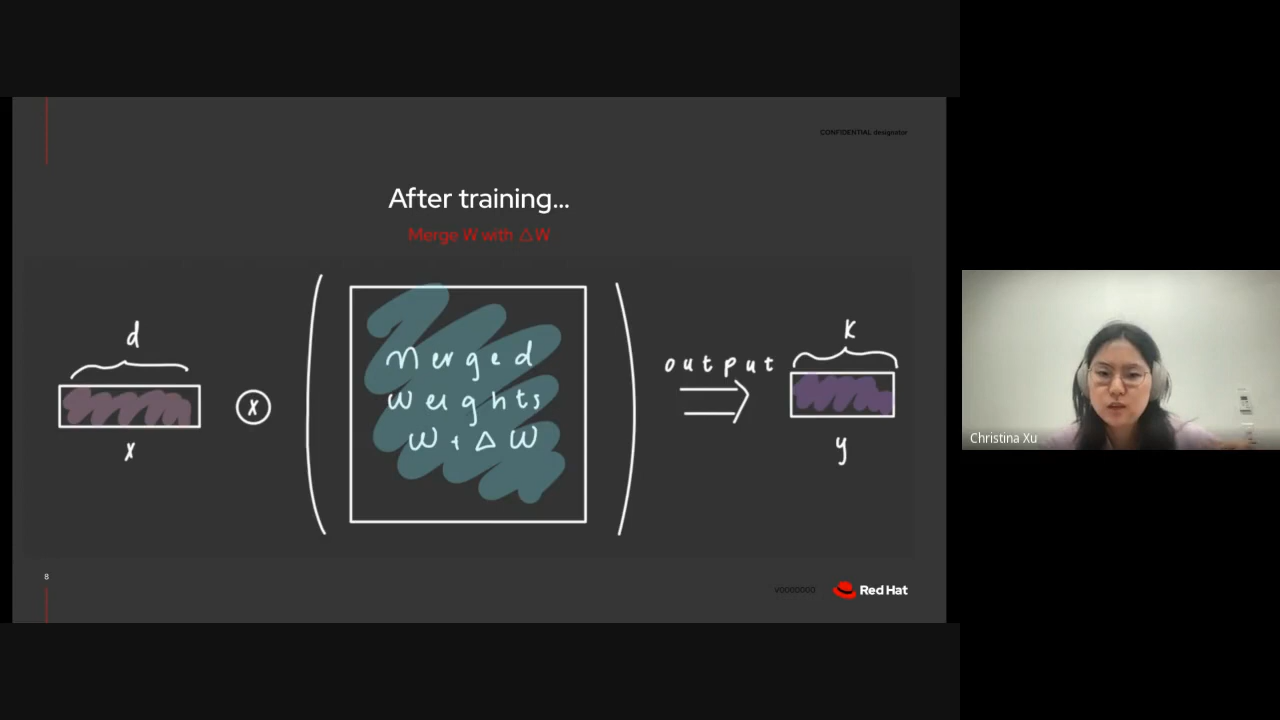 CONFIDENTIAL designator
After training...
Merge W with △W
d
x
x
Merged
weights
W + △ W
output
k
y
8
V0000000
Red Hat
Christina Xu